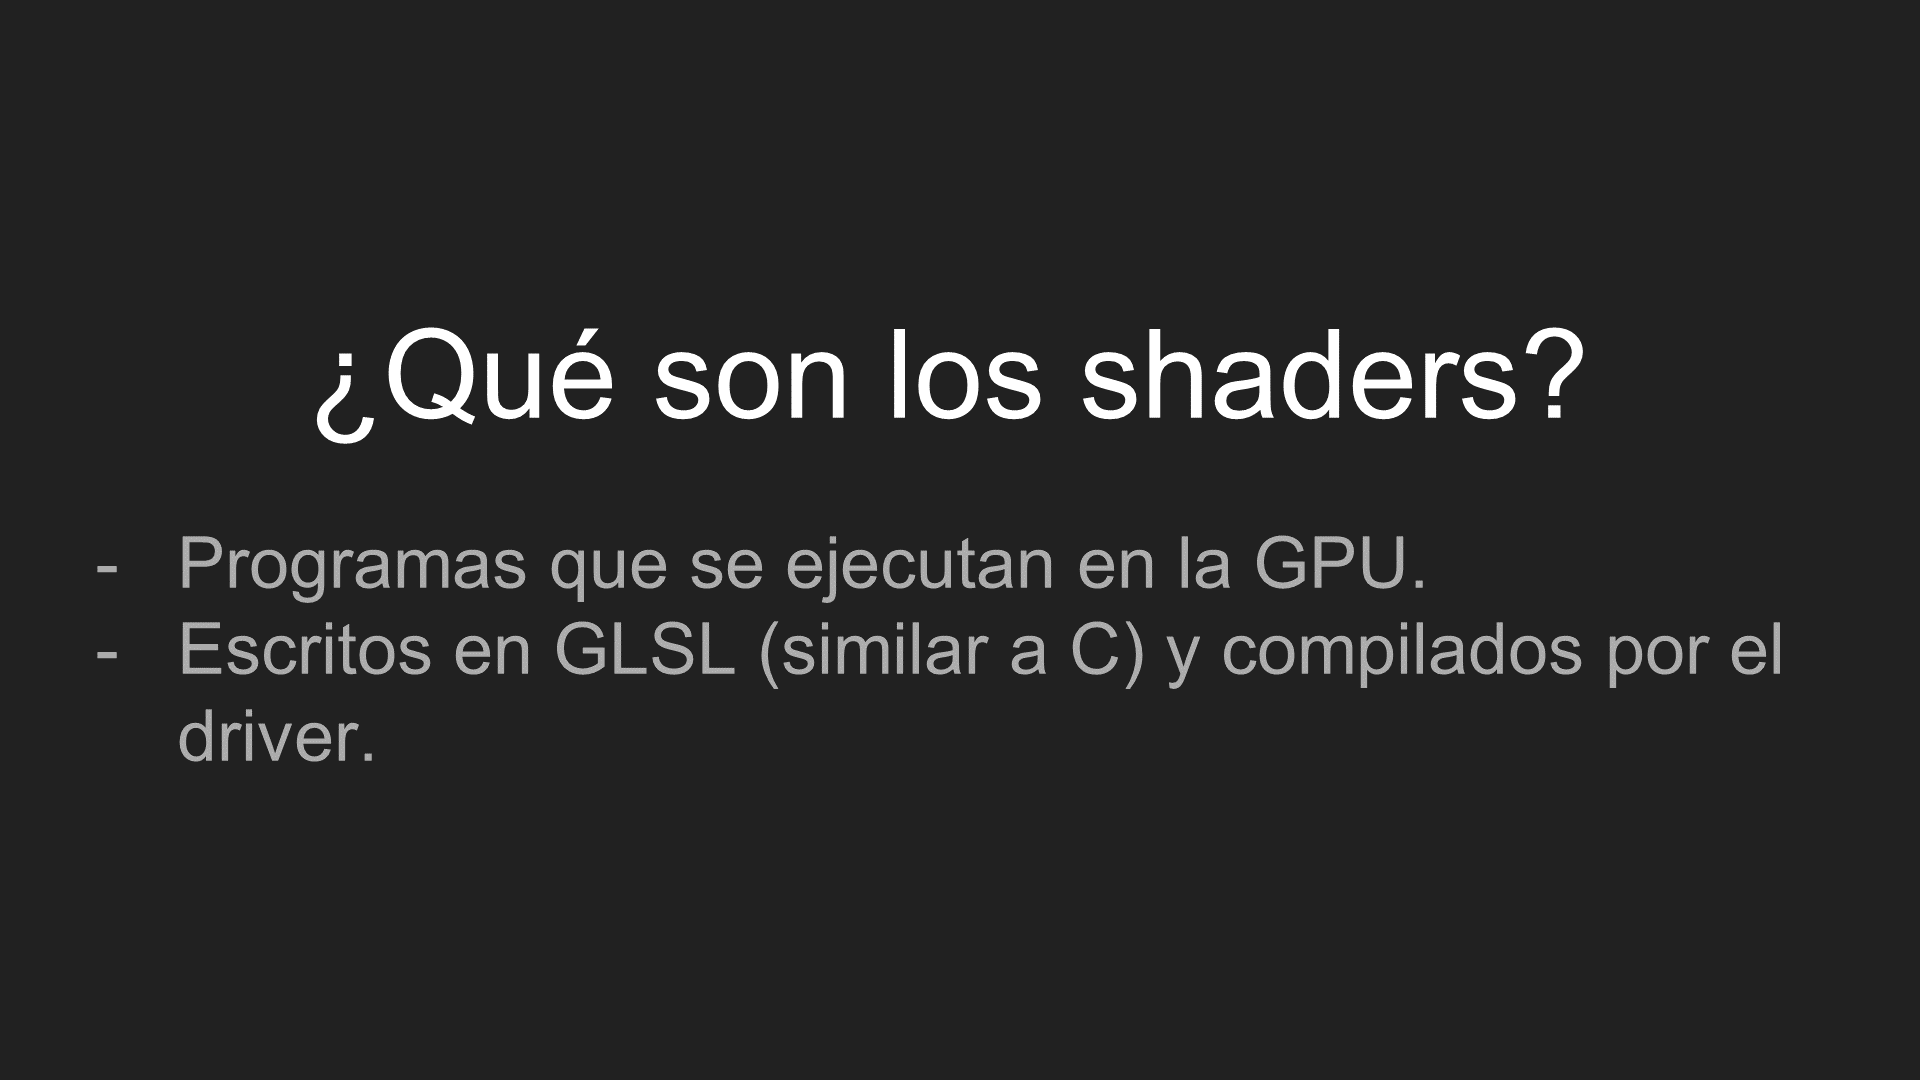 ¿Qué son los shaders?
- Programas que se ejecutan en la GPU.
- Escritos en GLSL (similar a C) y compilados por el
driver.